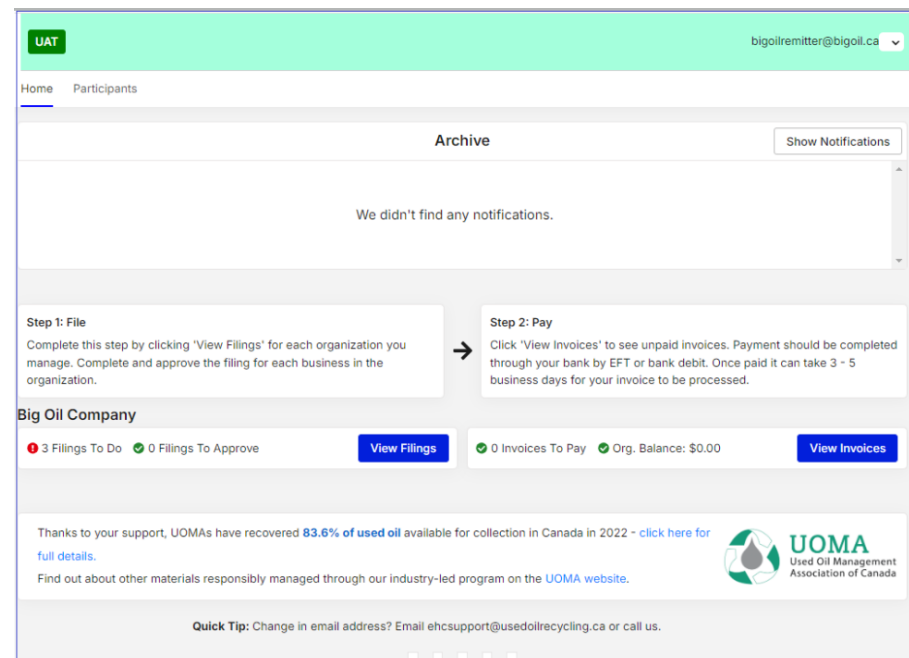 UAT
bigoilremitter@bigoil.ca
Home Participants
Archive
Show Notifications
We didn't find any notifications.
Step 1: File
Complete this step by clicking 'View Filings' for each organization you
manage. Complete and approve the filing for each business in the
organization.
Step 2: Pay
Click 'View Invoices' to see unpaid invoices. Payment should be completed
through your bank by EFT or bank debit. Once paid it can take 3 - 5
business days for your invoice to be processed.
Big Oil Company
3 Filings To Do 0 Filings To Approve
View Filings
0 Invoices To Pay Org. Balance: $0.00
View Invoices
Thanks to your support, UOMAs have recovered 83.6% of used oil available for collection in Canada in 2022 - click here for
full details.
Find out about other materials responsibly managed through our industry-led program on the UOMA website.
UOMA
Used Oil Management
Association of Canada
Quick Tip: Change in email address? Email ehcsupport@usedoilrecycling.ca or call us.